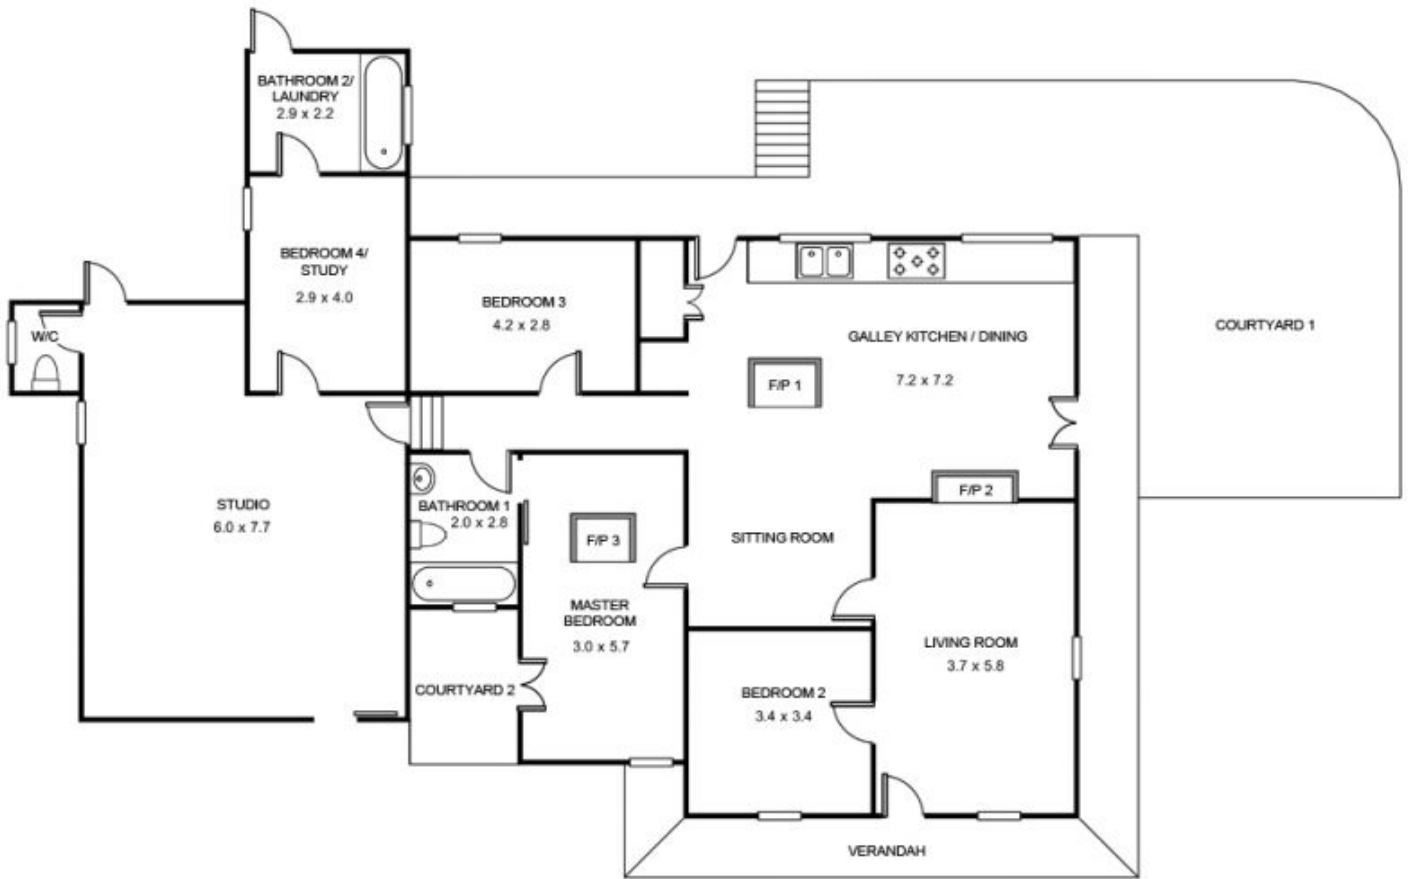 BATHROOM 2/
LAUNDRY
2.9 x 2.2
BEDROOM 4/
STUDY
2.9 x 4.0
BEDROOM 3
4.2 x 2.8
W/C
GALLEY KITCHEN / DINING
7.2 x 7.2
COURTYARD 1
F/P 1
F/P 2
STUDIO
6.0 x 7.7
BATHROOM 1
2.0 x 2.8
F/P 3
SITTING ROOM
MASTER
BEDROOM
3.0 x 5.7
LIVING ROOM
3.7 x 5.8
COURTYARD 2
BEDROOM 2
3.4 x 3.4
VERANDAH